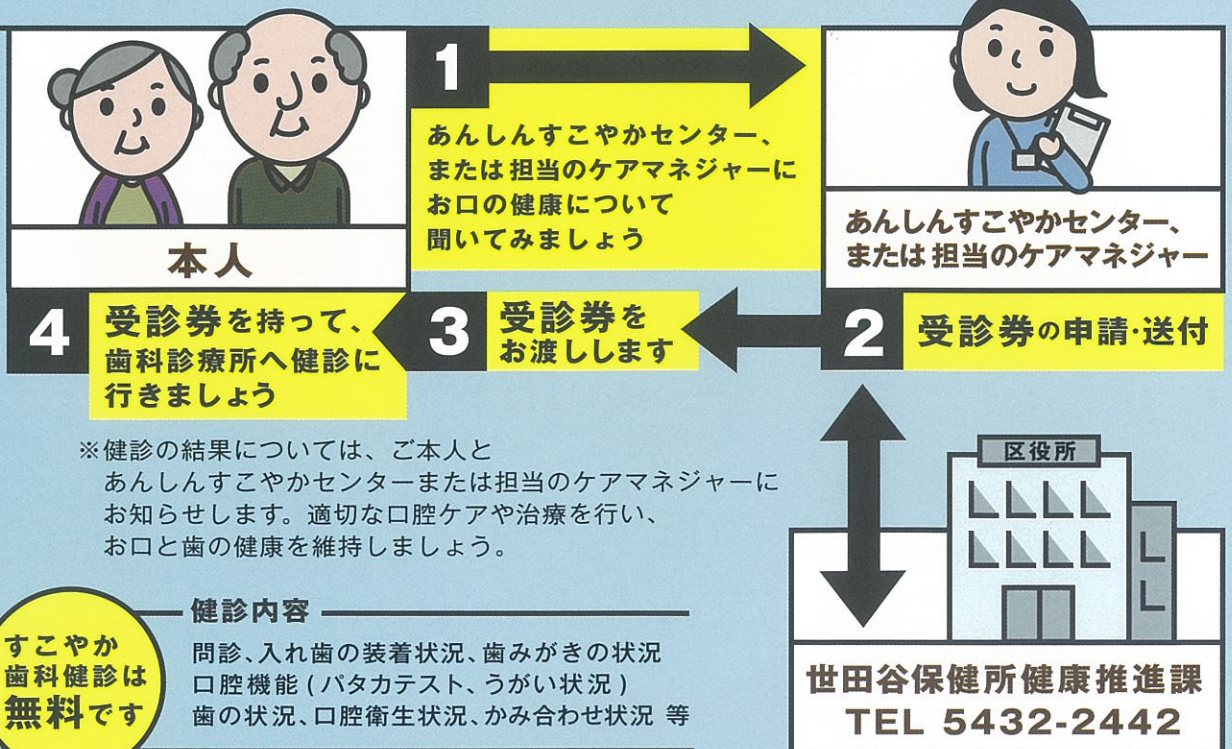 本人
1
あんしんすこやかセンター、
または担当のケアマネジャーに
お口の健康について
聞いてみましょう
あんしんすこやかセンター、
または担当のケアマネジャー
2
受診券の申請・送付
3
受診券を
お渡しします
4
受診券を持って、
歯科診療所へ健診に
行きましょう
※健診の結果については、ご本人と
あんしんすこやかセンターまたは担当のケアマネジャーに
お知らせします。適切な口腔ケアや治療を行い、
お口と歯の健康を維持しましょう。
区役所
世田谷保健所健康推進課
TEL 5432-2442
すこやか
歯科健診は
無料です
健診内容
問診、入れ歯の装着状況、歯みがきの状況
口腔機能(パタカテスト、うがい状況)
歯の状況、口腔衛生状況、かみ合わせ状況 等